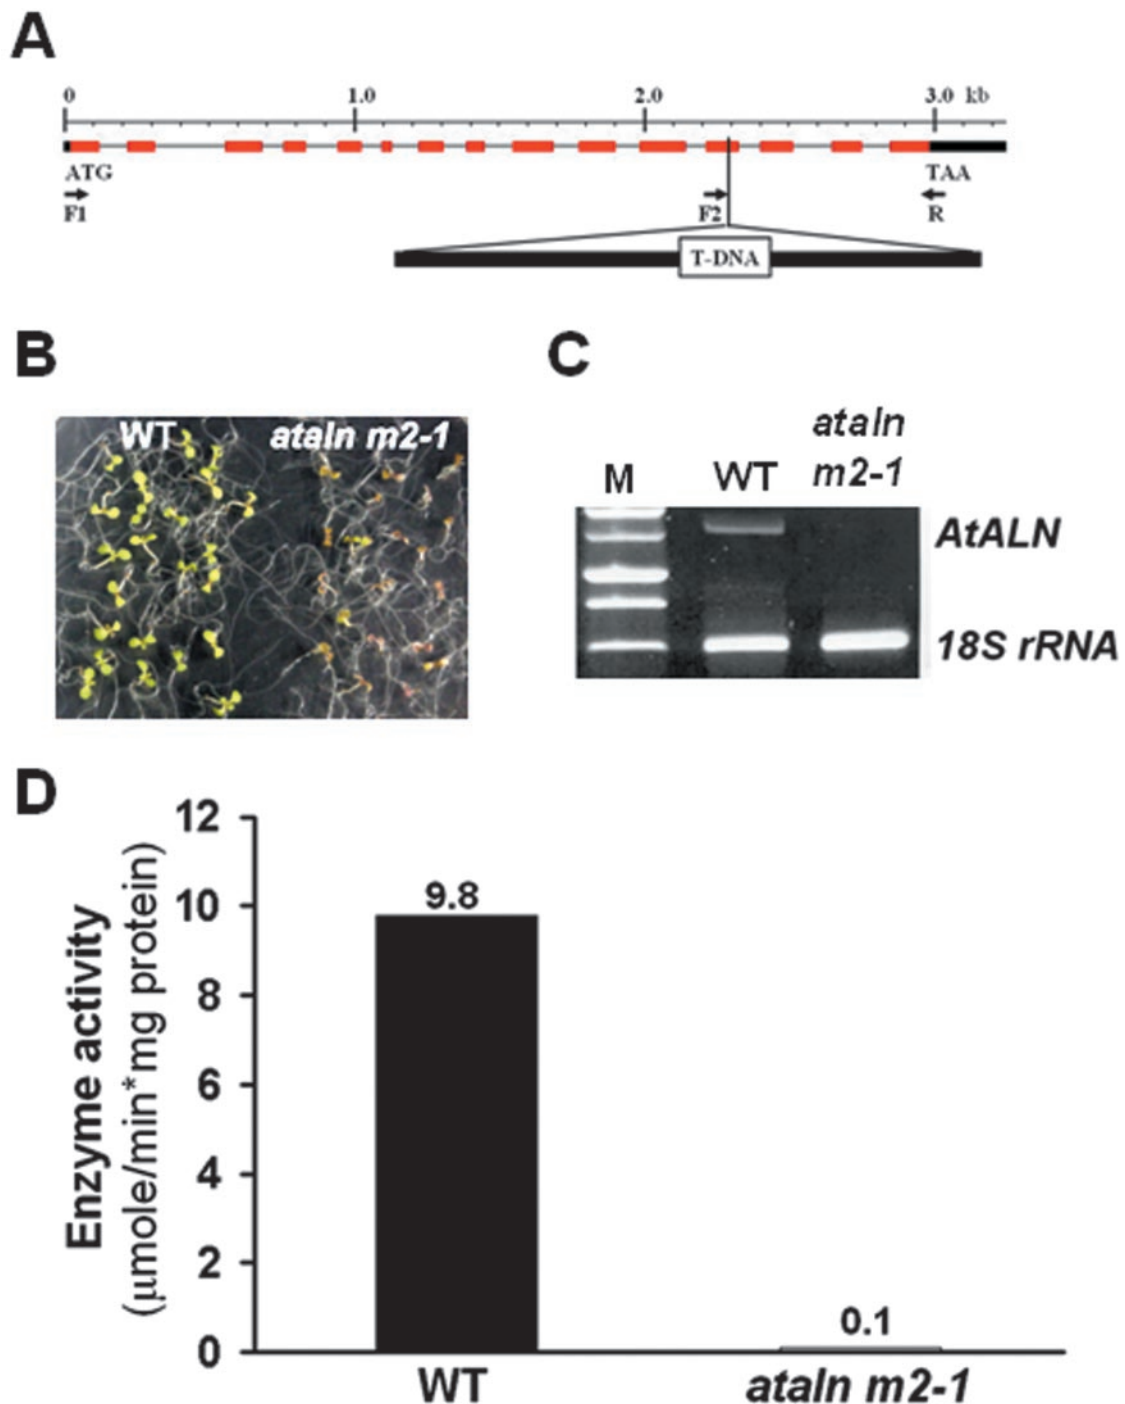 A
0 1.0 2.0 3.0 kb
ATG TAA
F1 F2 R
T-DNA
B
WT ataln m2-1
C
ataln
M WT m2-1
AtALN
18S rRNA
D
Enzyme activity
(µmole/min*mg protein)
12
10
8
6
4
2
0
9.8
0.1
WT ataln m2-1